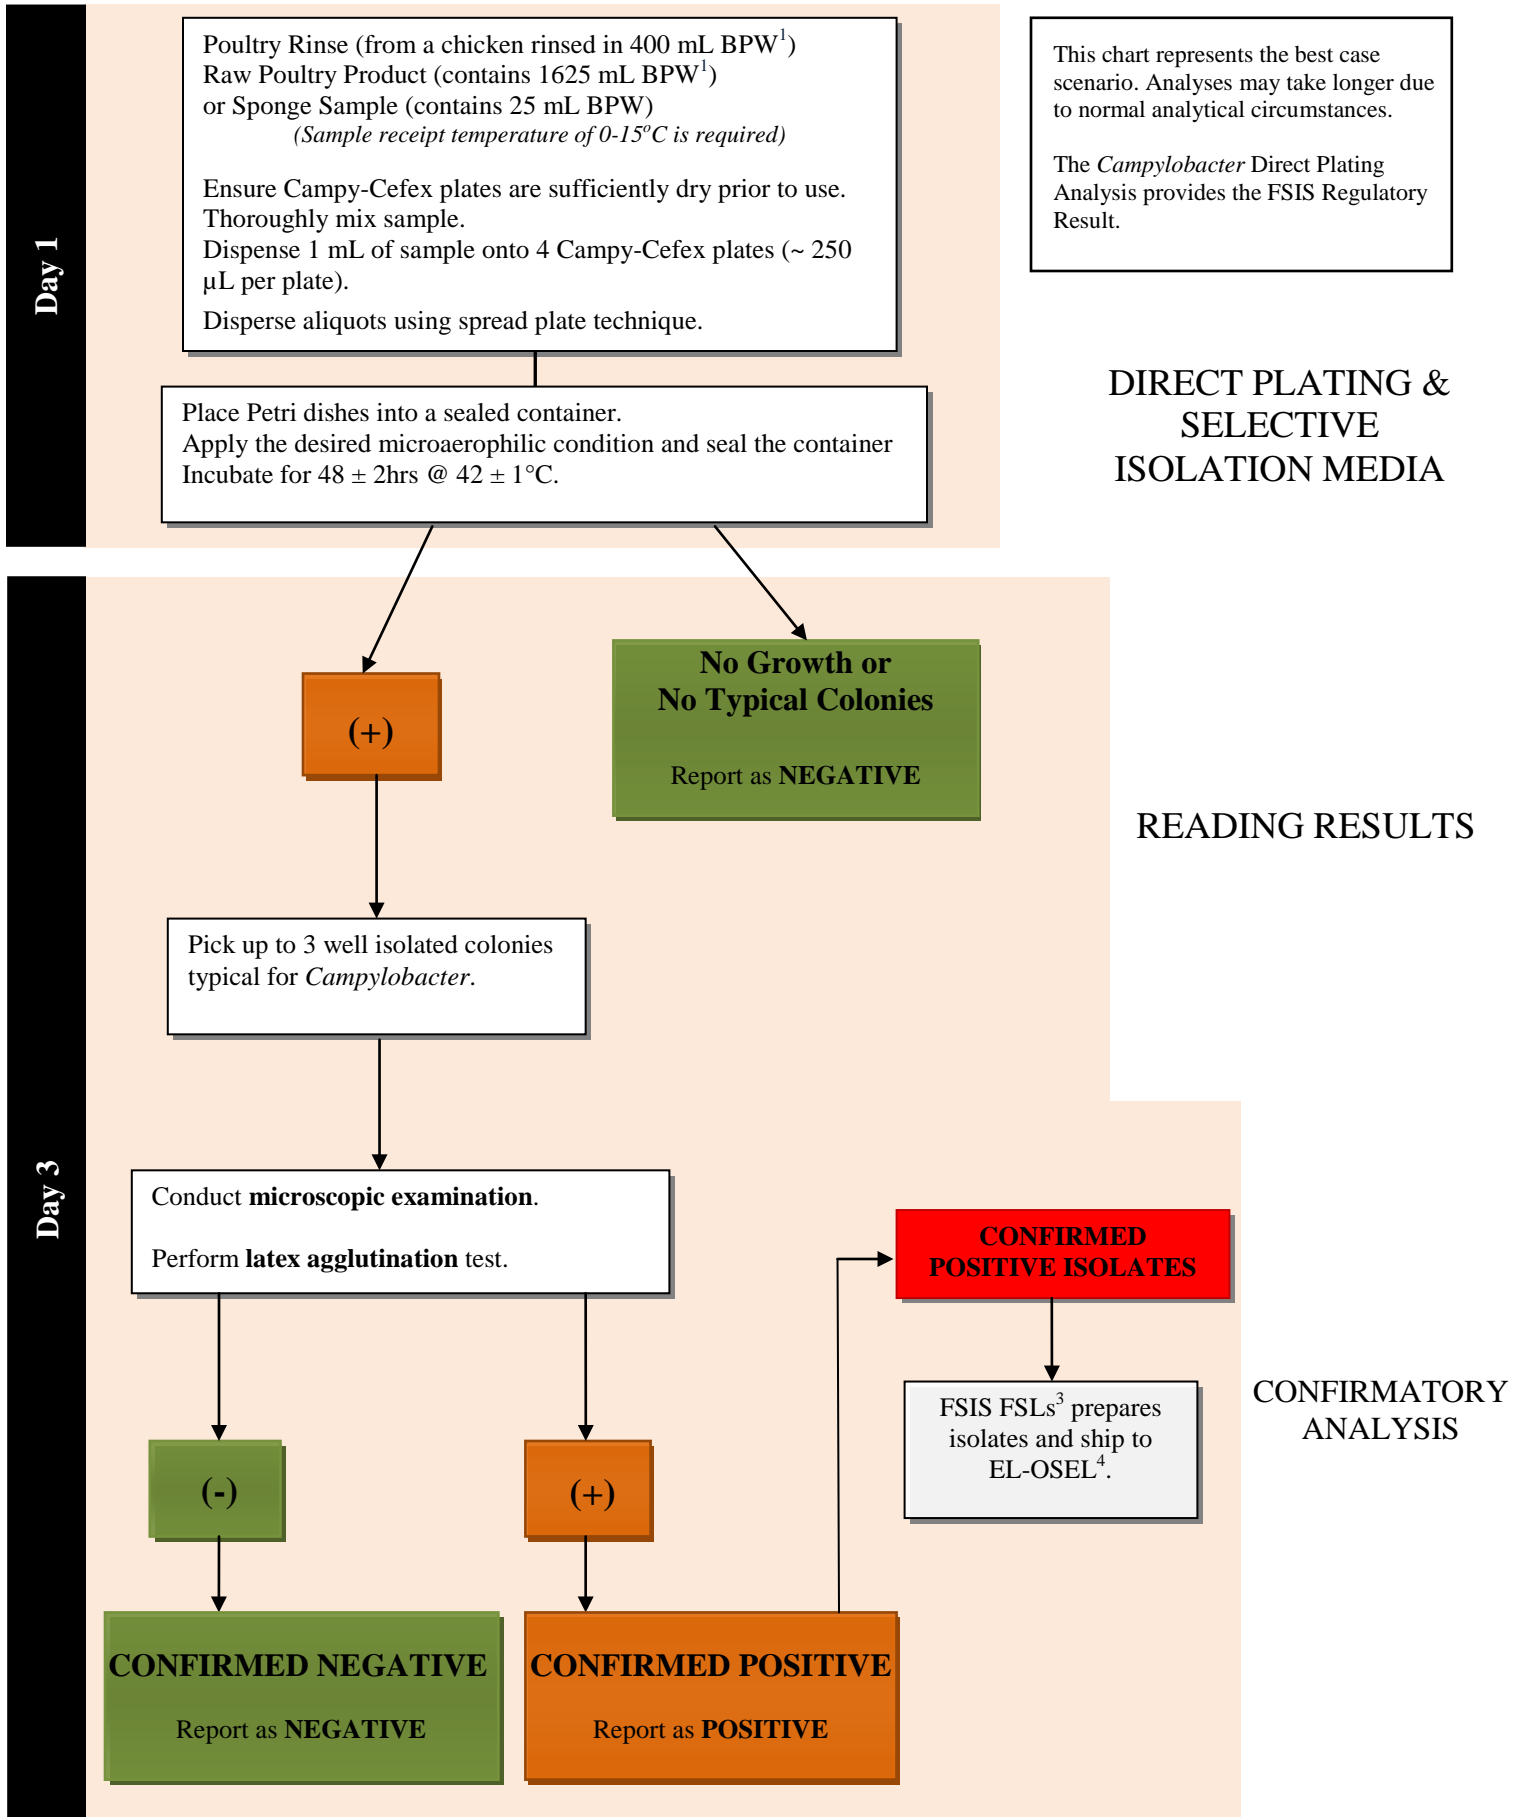 Day 1
Poultry Rinse (from a chicken rinsed in 400 mL BPW¹)
Raw Poultry Product (contains 1625 mL BPW¹)
or Sponge Sample (contains 25 mL BPW)
(Sample receipt temperature of 0-15°C is required)
Ensure Campy-Cefex plates are sufficiently dry prior to use.
Thoroughly mix sample.
Dispense 1 mL of sample onto 4 Campy-Cefex plates (~ 250
µL per plate).
Disperse aliquots using spread plate technique.
This chart represents the best case
scenario. Analyses may take longer due
to normal analytical circumstances.
The Campylobacter Direct Plating
Analysis provides the FSIS Regulatory
Result.
Place Petri dishes into a sealed container.
Apply the desired microaerophilic condition and seal the container
Incubate for 48 ± 2hrs @ 42 ± 1°C.
DIRECT PLATING &
SELECTIVE
ISOLATION MEDIA
Day 3
(+)
No Growth or
No Typical Colonies
Report as NEGATIVE
READING RESULTS
Pick up to 3 well isolated colonies
typical for Campylobacter.
Conduct microscopic examination.
Perform latex agglutination test.
CONFIRMED
POSITIVE ISOLATES
FSIS FSLs³ prepares
isolates and ship to
EL-OSEL⁴.
CONFIRMATORY
ANALYSIS
(-)
(+)
CONFIRMED NEGATIVE
Report as NEGATIVE
CONFIRMED POSITIVE
Report as POSITIVE